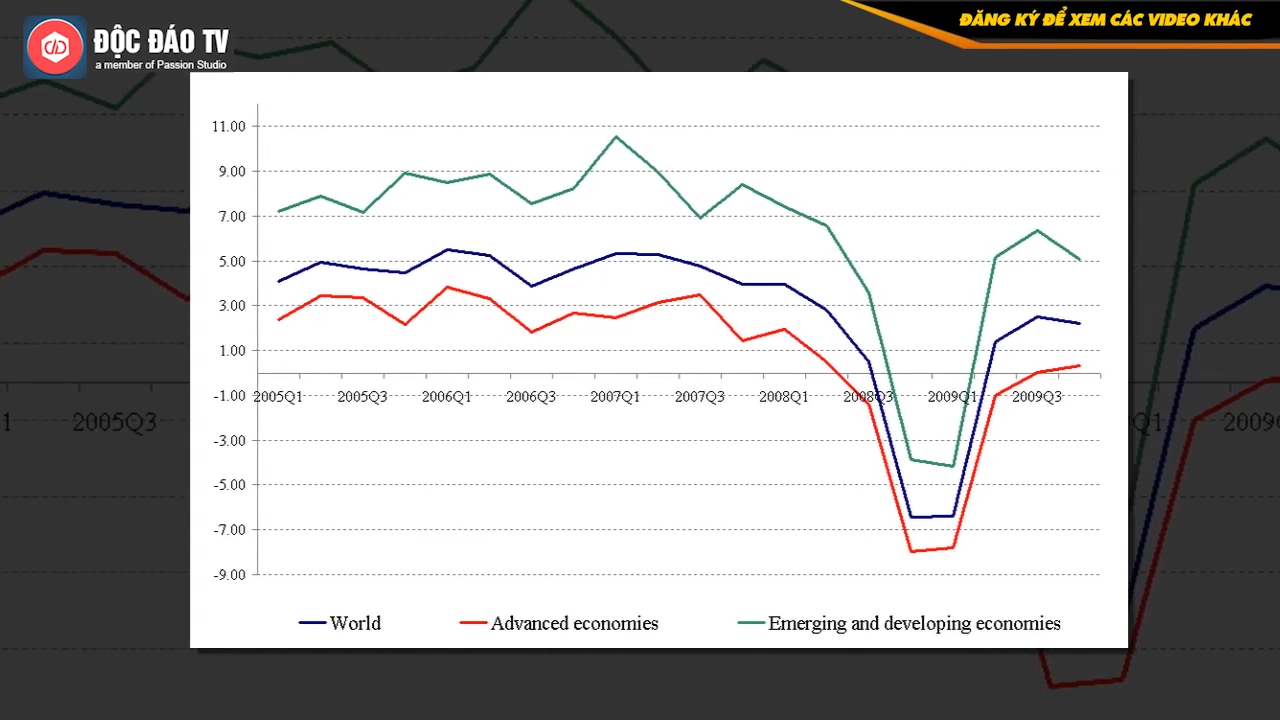 ĐỘC ĐÁO TV
a member of Passion Studio
ĐĂNG KÝ ĐỂ XEM CÁC VIDEO KHÁC
11.00
9.00
7.00
5.00
3.00
1.00
-1.00
-3.00
-5.00
-7.00
-9.00
2005Q1 2005Q3 2006Q1 2006Q3 2007Q1 2007Q3 2008Q1 2008Q3 2009Q1 2009Q3
World Advanced economies Emerging and developing economies
2005Q3